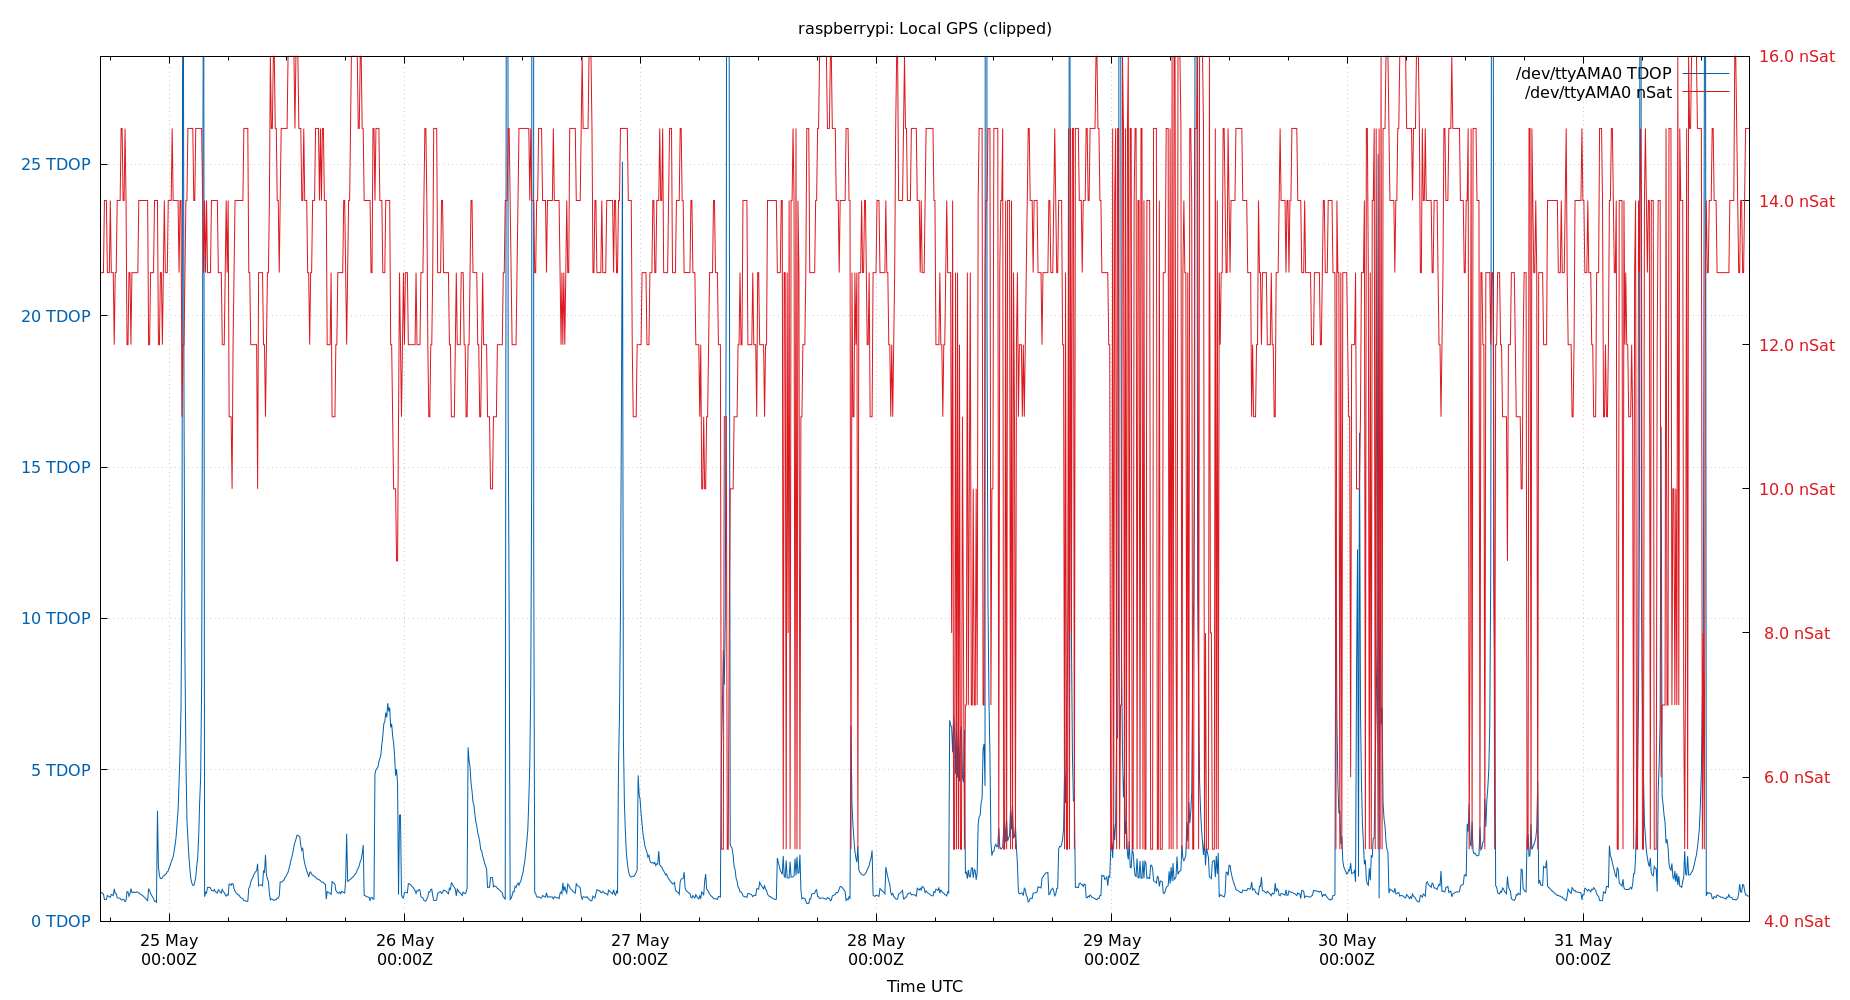 raspberrypi: Local GPS (clipped)
/dev/ttyAMA0 TDOP
/dev/ttyAMA0 nSat
25 TDOP
20 TDOP
15 TDOP
10 TDOP
5 TDOP
0 TDOP
16.0 nSat
14.0 nSat
12.0 nSat
10.0 nSat
8.0 nSat
6.0 nSat
4.0 nSat
25 May
00:00Z
26 May
00:00Z
27 May
00:00Z
28 May
00:00Z
29 May
00:00Z
30 May
00:00Z
31 May
00:00Z
Time UTC